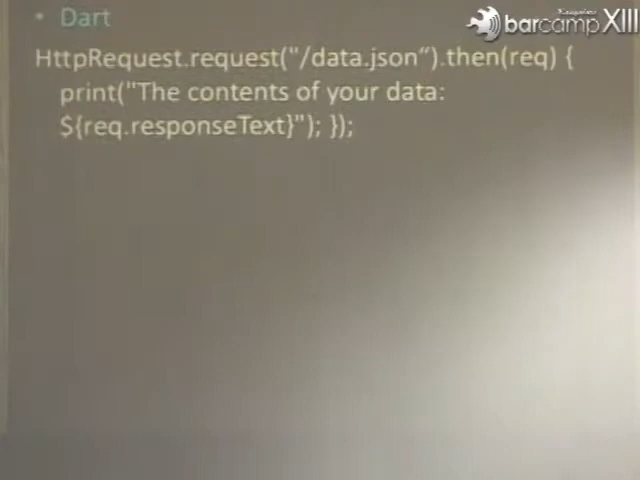 • Dart
barcamp XIII
HttpRequest.request("/data.json“).then(req) {
print("The contents of your data:
${req.responseText}"); });